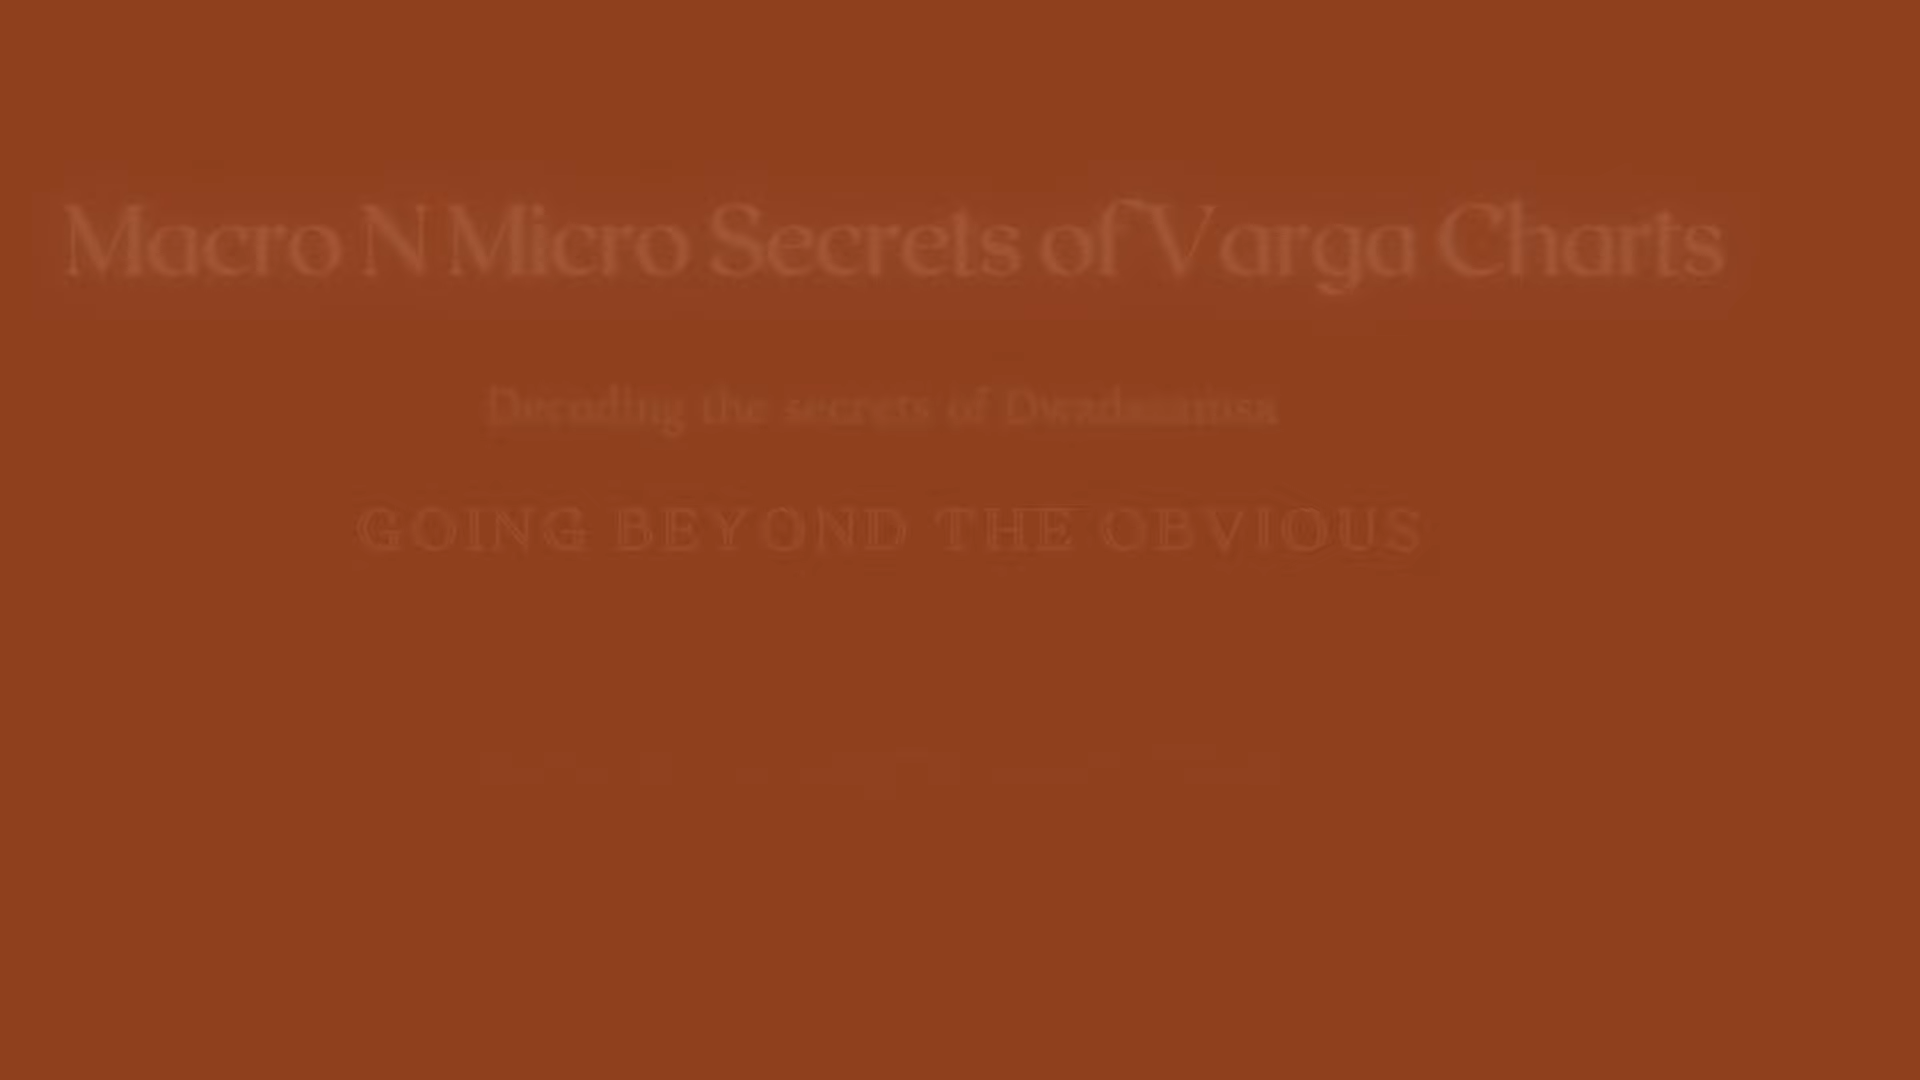 Macro N Micro Secrets of Varga Charts
Decoding the secrets of Dwadasamsa
GOING BEYOND THE OBVIOUS